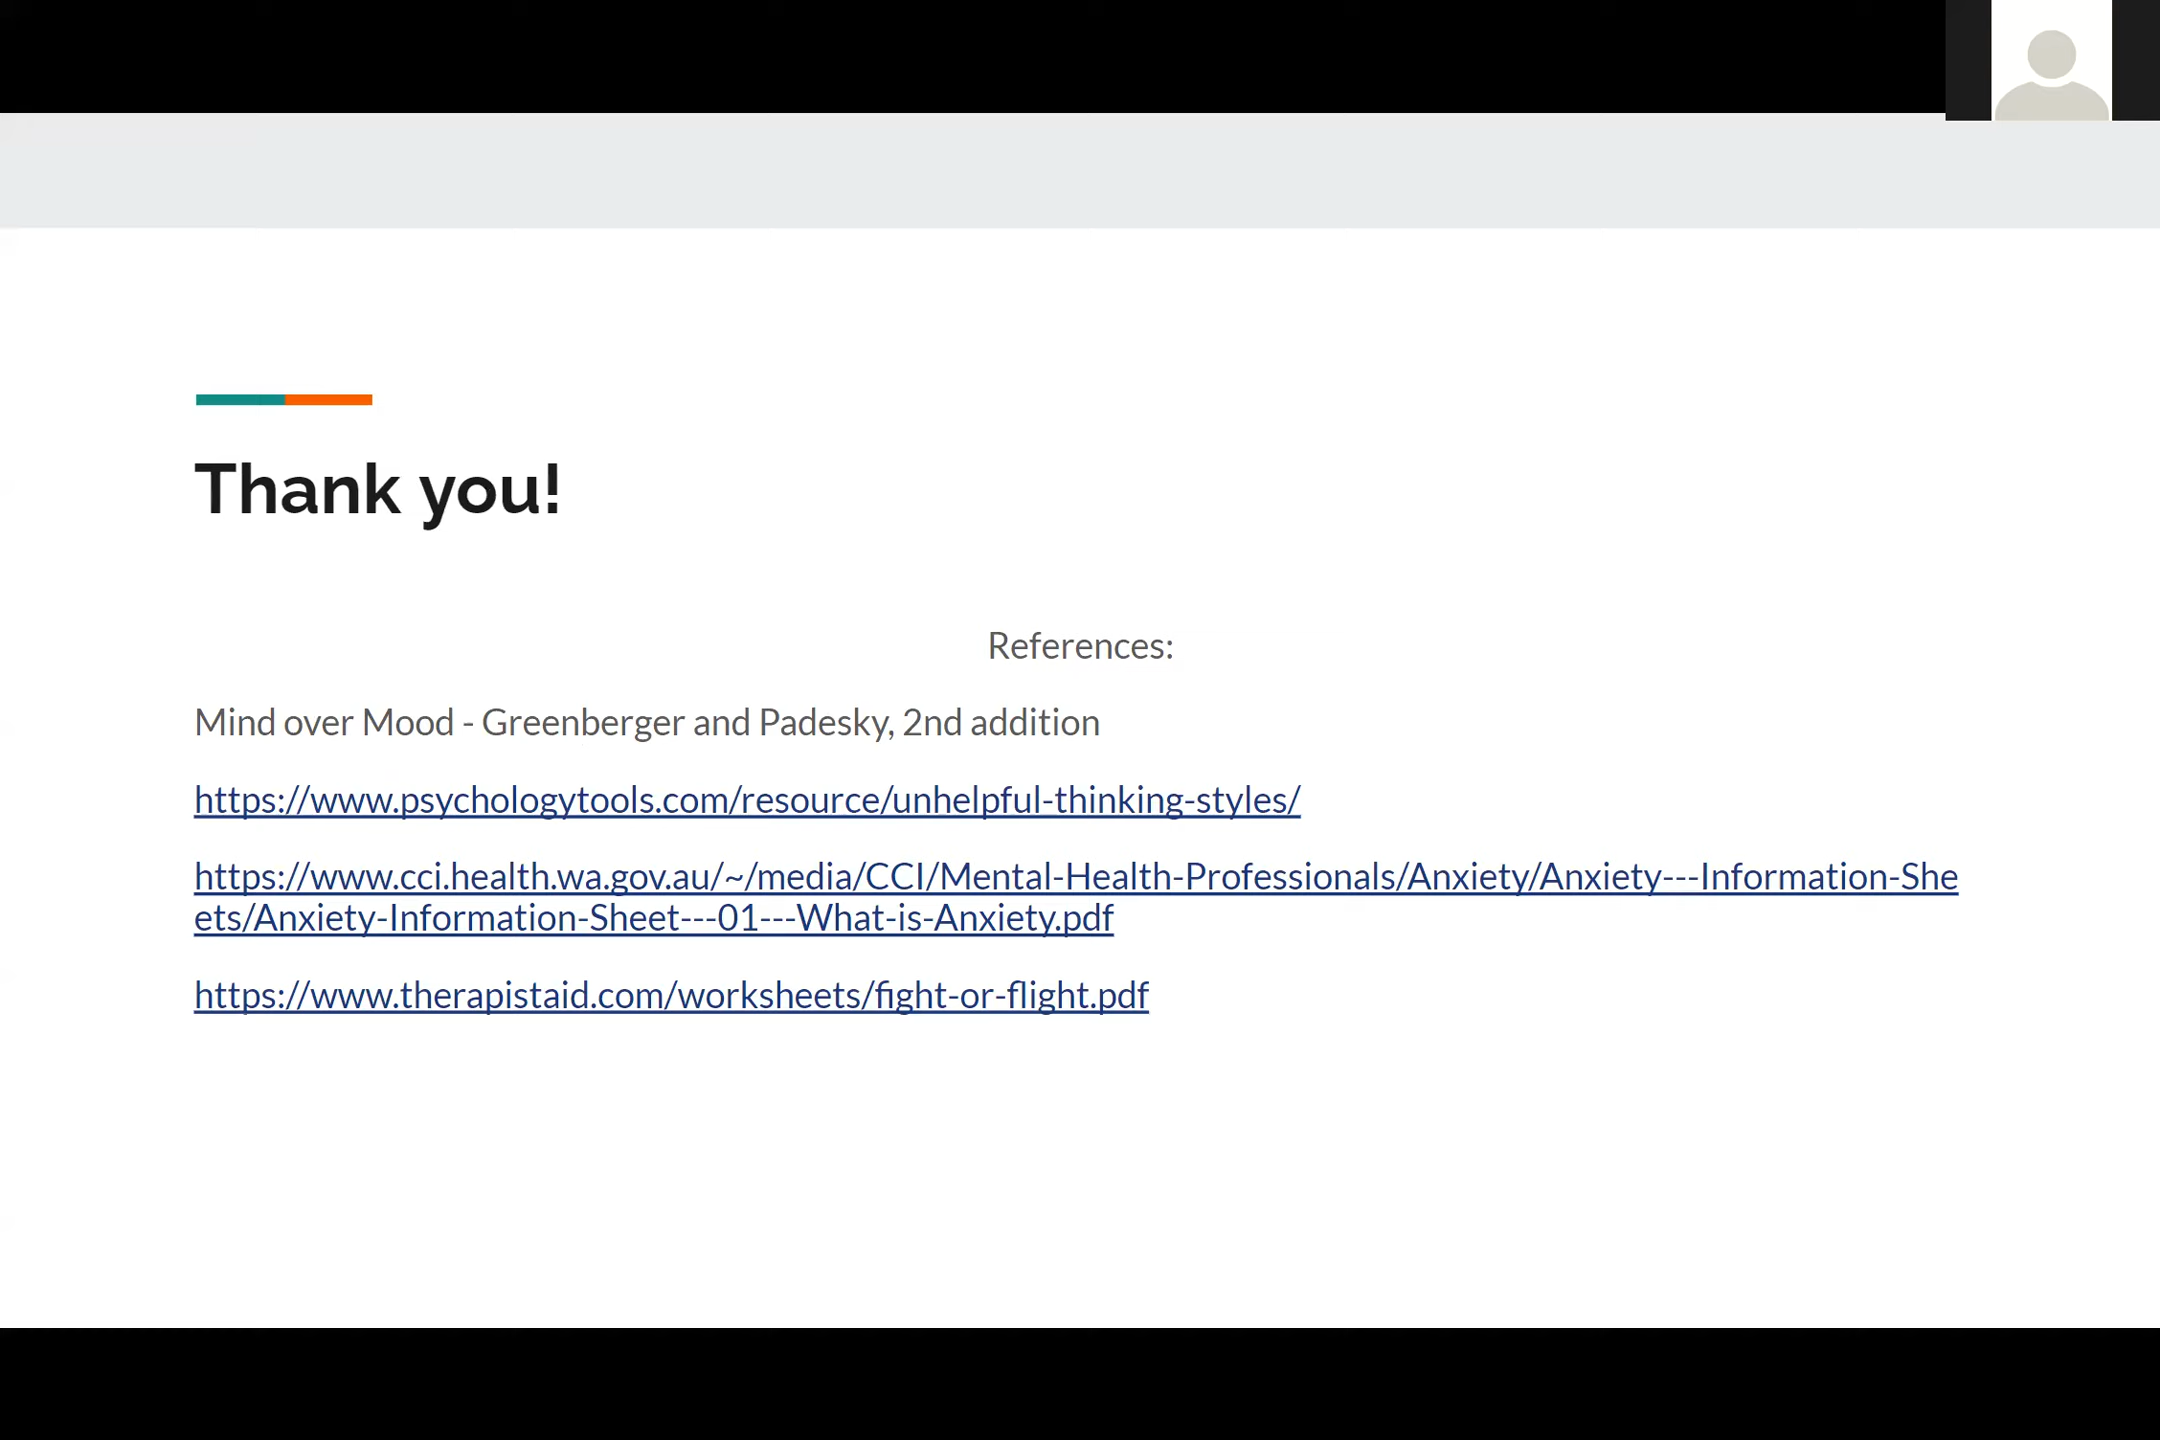 Thank you!
References:
Mind over Mood - Greenberger and Padesky, 2nd addition
https://www.psychologytools.com/resource/unhelpful-thinking-styles/
https://www.cci.health.wa.gov.au/~/media/CCI/Mental-Health-Professionals/Anxiety/Anxiety---Information-She
ets/Anxiety-Information-Sheet---01---What-is-Anxiety.pdf
https://www.therapistaid.com/worksheets/fight-or-flight.pdf